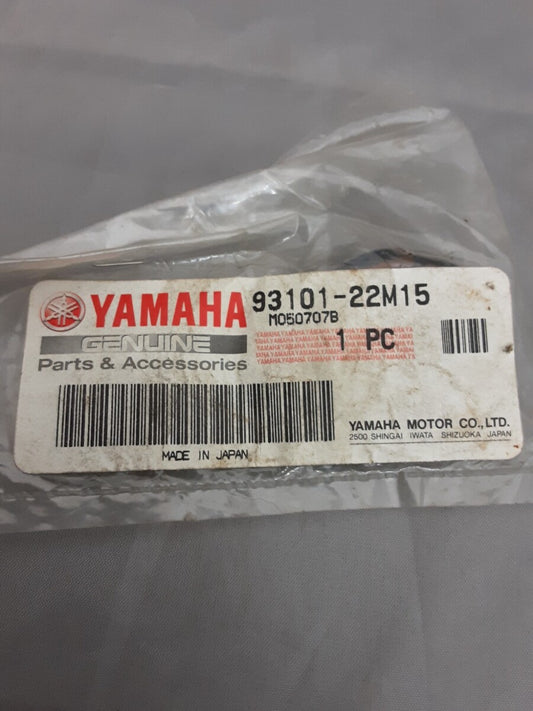 YAMAHA 93101-22M15
M050707B
GENUINE
1 PC
Parts & Accessories
YAMAHA MOTOR CO., LTD.
2500 SHINGAI IWATA SHIZUOKA JAPAN
MADE IN JAPAN